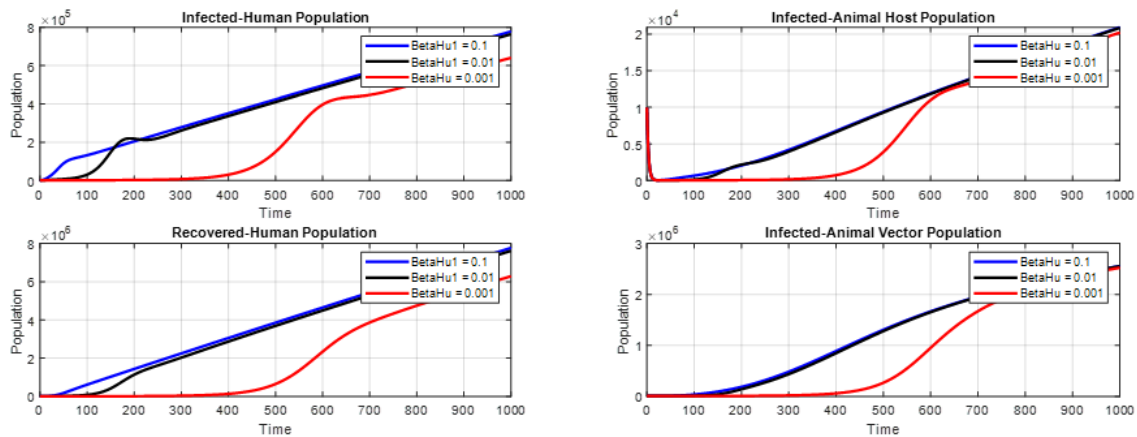 Infected-Human Population
×10^5
8
6
4
2
0
Population
BetaHu1 = 0.1
BetaHu1 = 0.01
BetaHu = 0.001
0 100 200 300 400 500 600 700 800 900 1000
Time
Infected-Animal Host Population
×10^4
2
1.5
1
0.5
0
Population
BetaHu = 0.1
BetaHu = 0.01
BetaHu = 0.001
0 100 200 300 400 500 600 700 800 900 1000
Time
Recovered-Human Population
×10^6
8
6
4
2
0
Population
BetaHu1 = 0.1
BetaHu1 = 0.01
BetaHu = 0.001
0 100 200 300 400 500 600 700 800 900 1000
Time
Infected-Animal Vector Population
×10^6
3
2
1
0
Population
BetaHu = 0.1
BetaHu = 0.01
BetaHu = 0.001
0 100 200 300 400 500 600 700 800 900 1000
Time